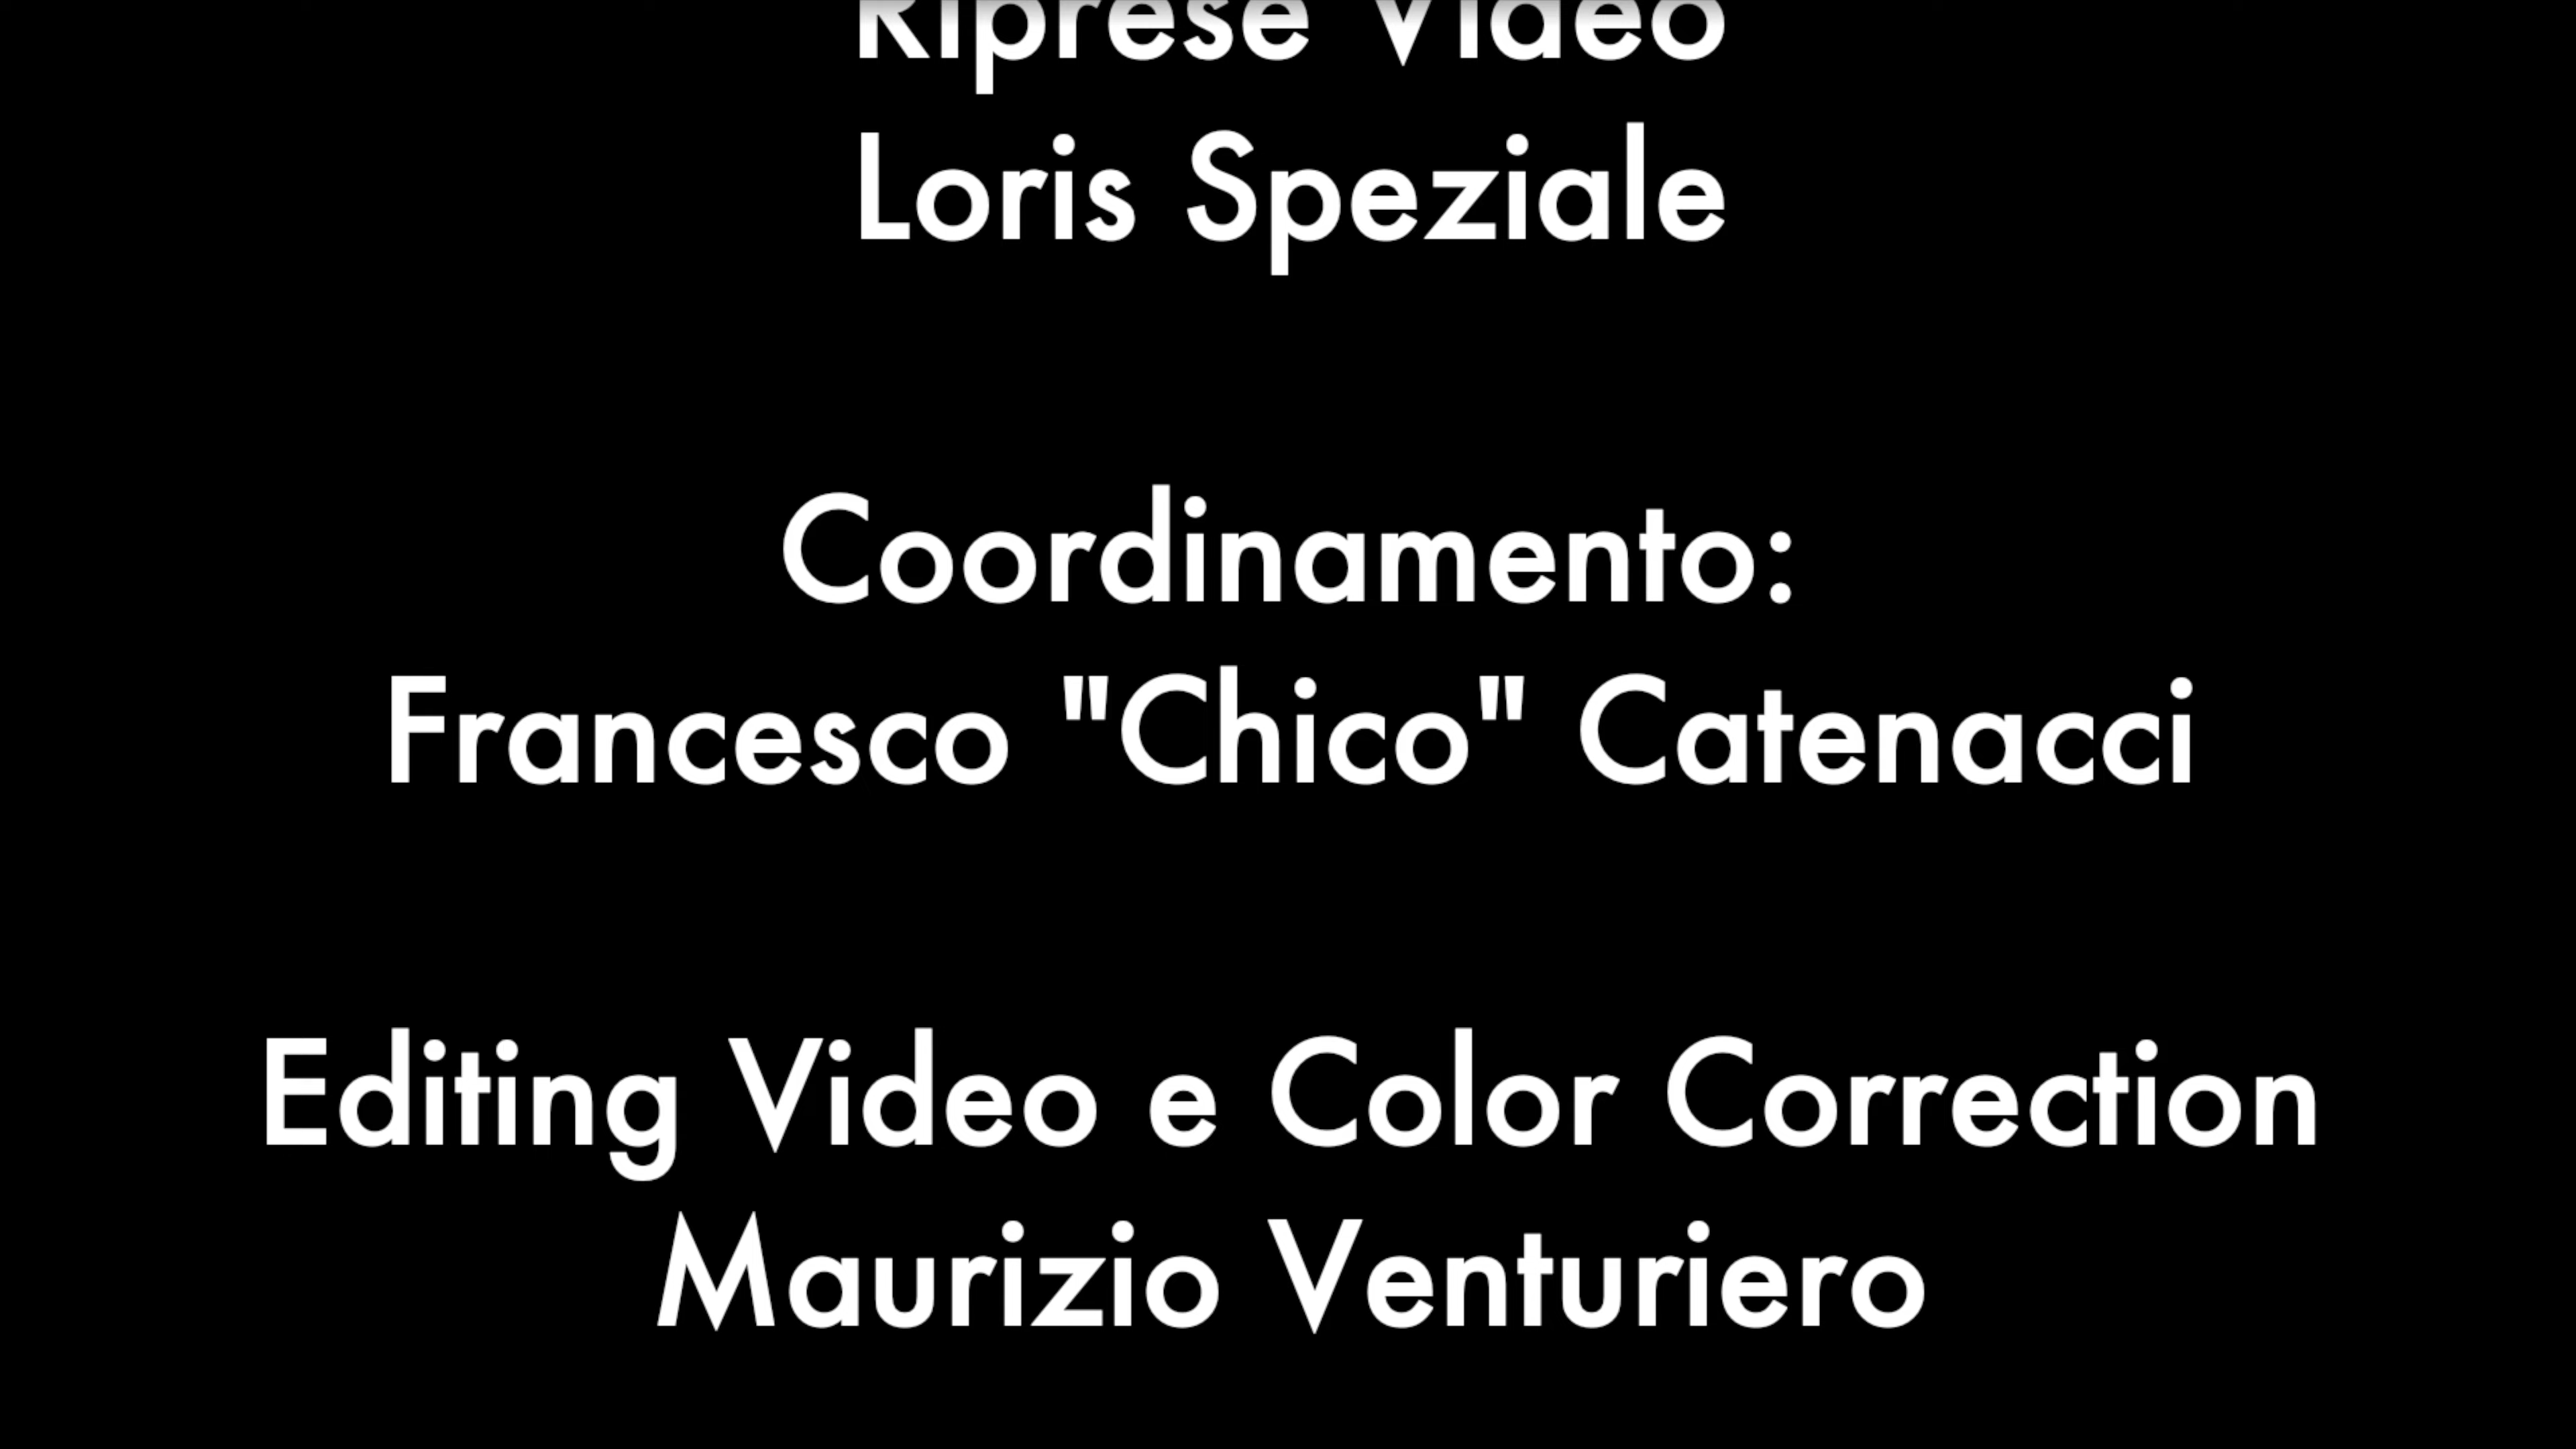 Riprese Video
Loris Speziale
Coordinamento:
Francesco "Chico" Catenacci
Editing Video e Color Correction
Maurizio Venturiero